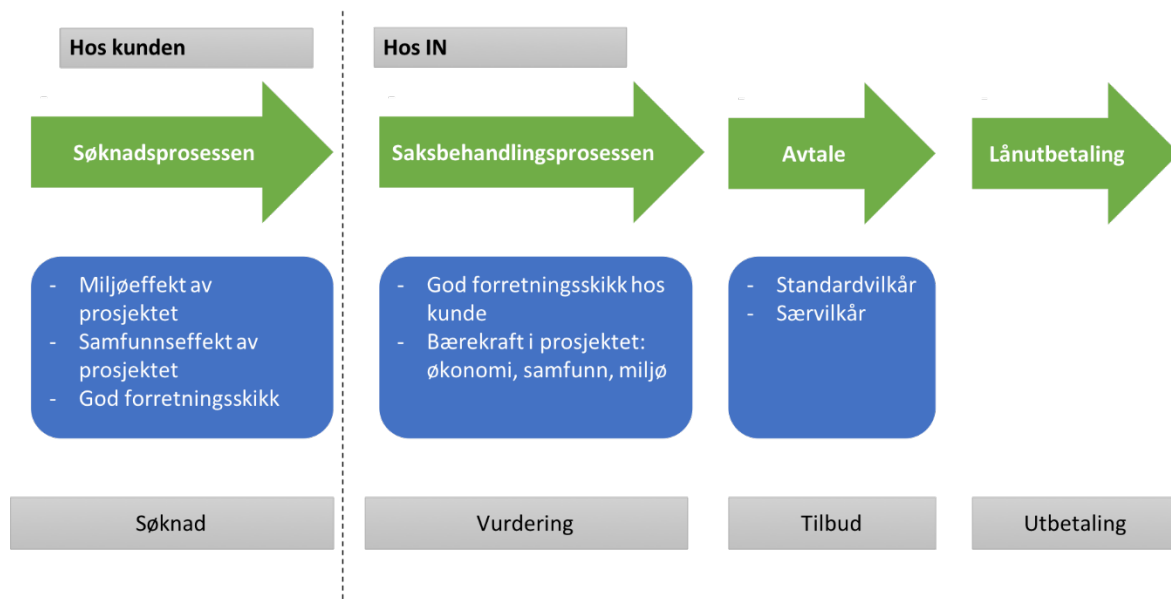 Hos kunden
Hos IN
Søknadsprosessen
Saksbehandlingsprosessen
Avtale
Lånutbetaling
- Miljøeffekt av
prosjektet
- Samfunnseffekt av
prosjektet
- God forretningsskikk
- God forretningsskikk hos
kunde
- Bærekraft i prosjektet:
økonomi, samfunn, miljø
- Standardvilkår
- Særvilkår
Søknad
Vurdering
Tilbud
Utbetaling